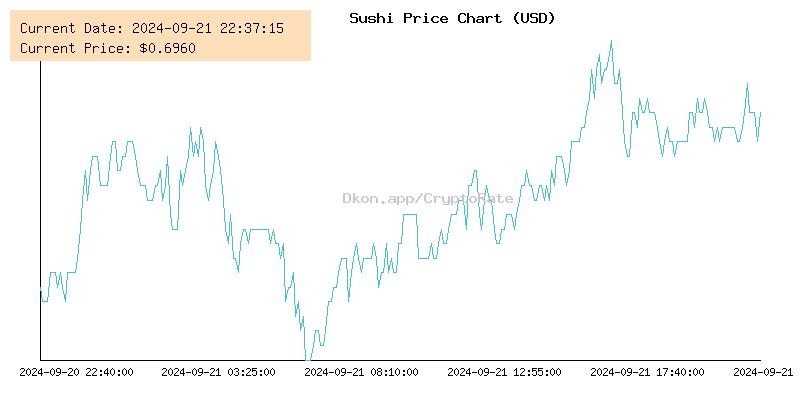 Sushi Price Chart (USD)
Current Date: 2024-09-21 22:37:15
Current Price: $0.6960
Dkon.app/CryptoRate
2024-09-20 22:40:00 2024-09-21 03:25:00 2024-09-21 08:10:00 2024-09-21 12:55:00 2024-09-21 17:40:00 2024-09-21